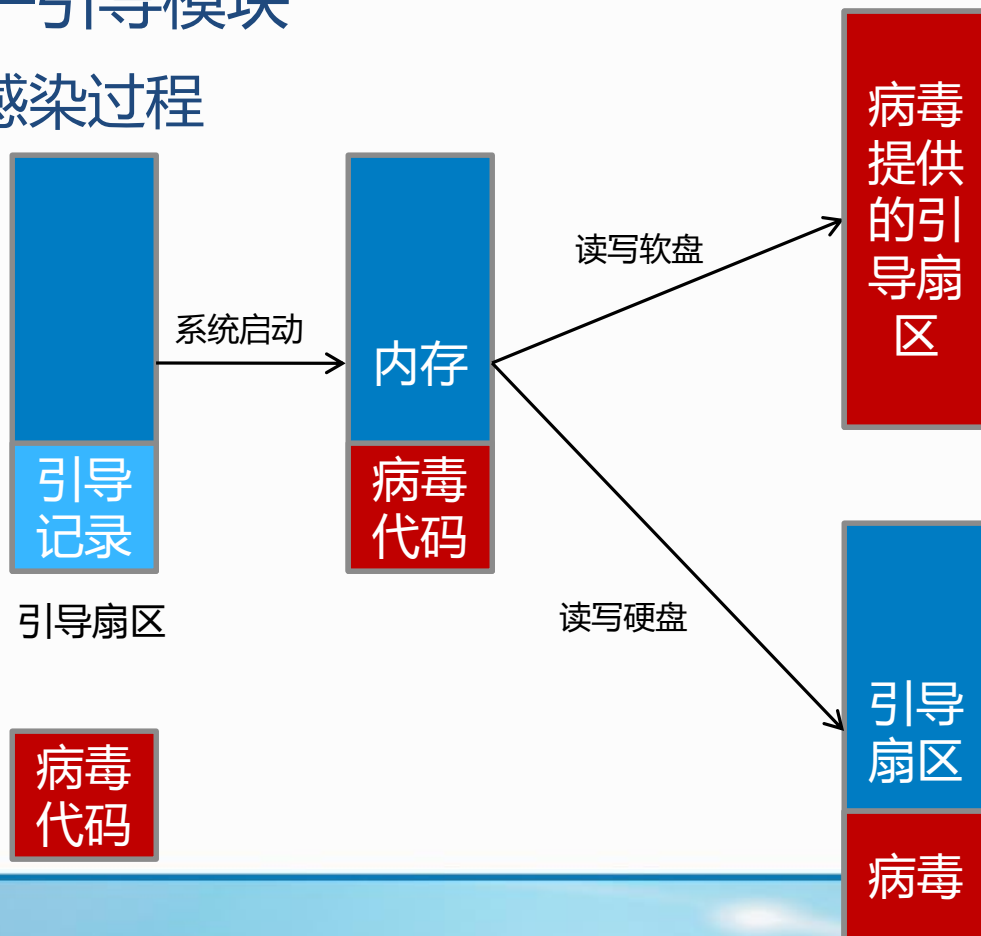 引导模块
感染过程
引导
记录
引导扇区
病毒
代码
系统启动
内存
病毒
代码
读写软盘
读写硬盘
病毒
提供
的引
导扇
区
引导
扇区
病毒